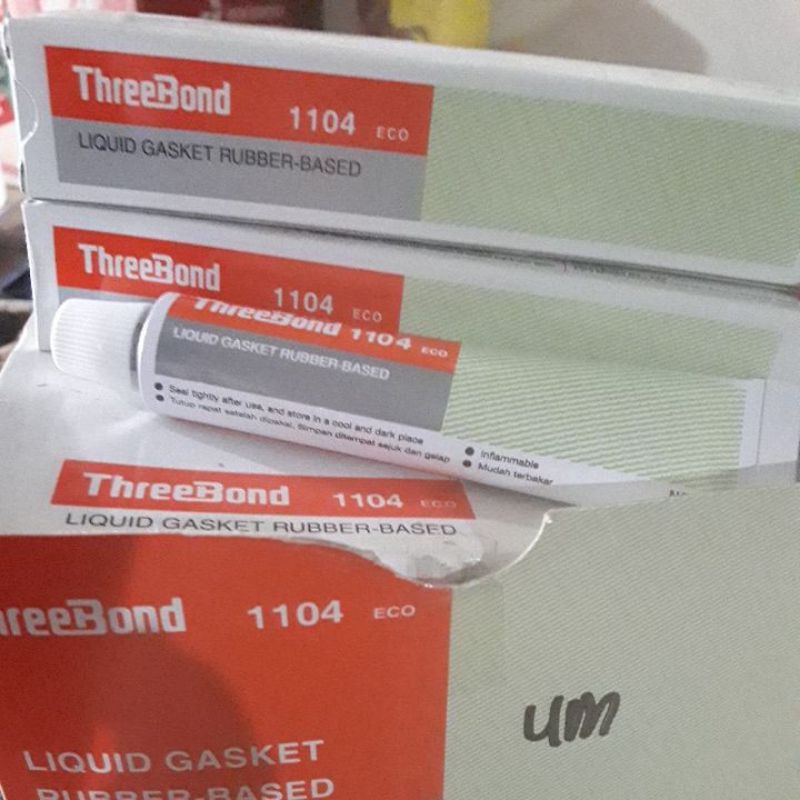 ThreeBond
1104 ECO
LIQUID GASKET RUBBER-BASED
ThreeBond
1104 ECO
ThreeBond 1104 ECO
LIQUID GASKET RUBBER-BASED
● Seal tightly after use, and store in a cool and dark place
● Tutup rapat setelah dipakai, Simpan ditempat sejuk dan gelap
● Inflammable
● Mudah terbakar
ThreeBond 1104 ECO
LIQUID GASKET RUBBER-BASED
reeBond 1104 ECO
LIQUID GASKET
RUBBER-BASED
um